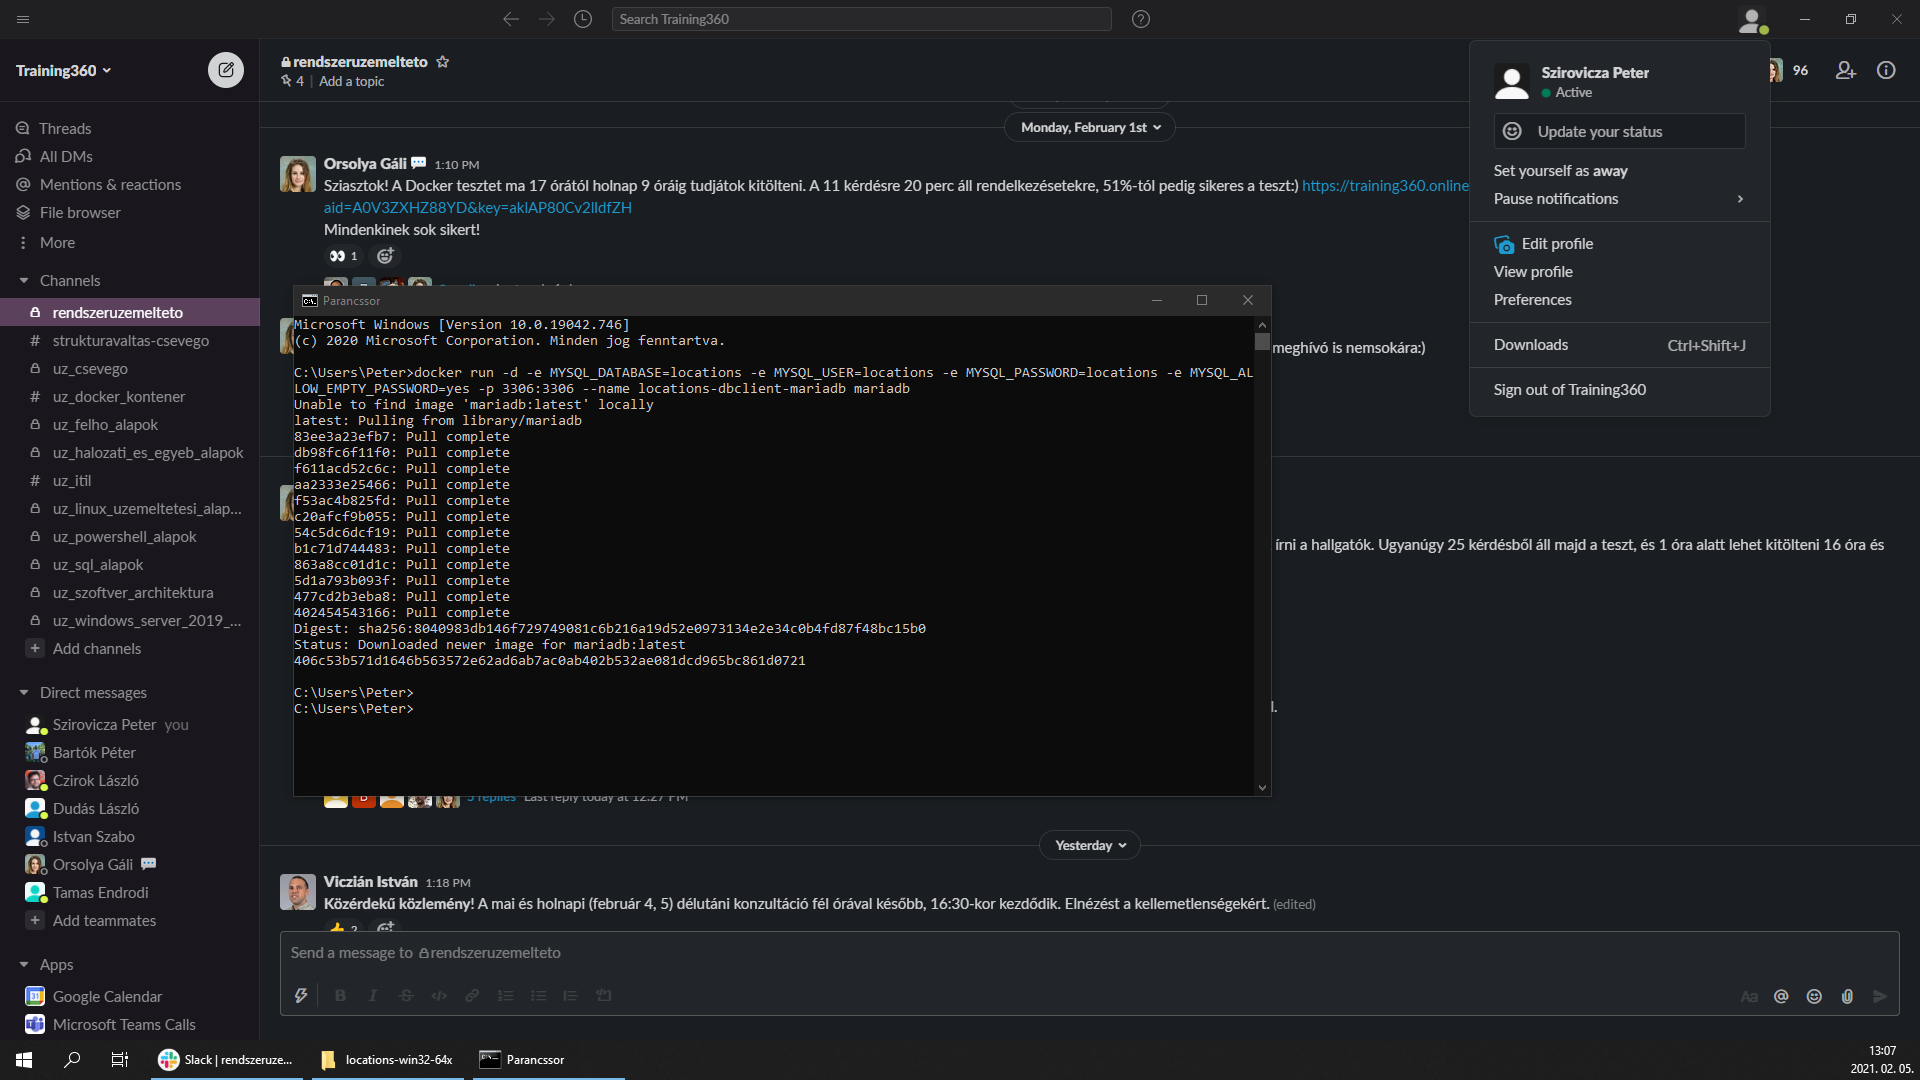 Search Training360
Training360
Threads
All DMs
Mentions & reactions
File browser
More
Channels
rendszeruzemelteto
# strukturavaltas-csevego
uz_csevego
# uz_docker_kontener
uz_felho_alapok
uz_halozati_es_egyeb_alapok
# uz_itil
uz_linux_uzemeltetesi_alap...
uz_powershell_alapok
uz_sql_alapok
uz_szoftver_architektura
uz_windows_server_2019_...
+ Add channels
Direct messages
Szirovicza Peter you
Bartók Péter
Czirok László
Dudás László
Istvan Szabo
Orsolya Gáli
Tamas Endrodi
+ Add teammates
Apps
31 Google Calendar
Microsoft Teams Calls
rendszeruzemelteto
4 | Add a topic
96
Monday, February 1st
Orsolya Gáli 1:10 PM
Sziasztok! A Docker tesztet ma 17 órától holnap 9 óráig tudjátok kitölteni. A 11 kérdésre 20 perc áll rendelkezésetekre, 51%-tól pedig sikeres a teszt:) https://training360.online
aid=A0V3ZXHZ88YD&key=aklAP80Cv2lldfZH
Mindenkinek sok sikert!
1
meghívó is nemsokára:)
írni a hallgatók. Ugyanúgy 25 kérdésből áll majd a teszt, és 1 óra alatt lehet kitölteni 16 óra és
l.
Parancssor
Microsoft Windows [Version 10.0.19042.746]
(c) 2020 Microsoft Corporation. Minden jog fenntartva.
C:\Users\Peter>docker run -d -e MYSQL_DATABASE=locations -e MYSQL_USER=locations -e MYSQL_PASSWORD=locations -e MYSQL_AL
LOW_EMPTY_PASSWORD=yes -p 3306:3306 --name locations-dbclient-mariadb mariadb
Unable to find image 'mariadb:latest' locally
latest: Pulling from library/mariadb
83ee3a23efb7: Pull complete
db98fc6f11f0: Pull complete
f611acd52c6c: Pull complete
aa2333e25466: Pull complete
f53ac4b825fd: Pull complete
c20afcf9b055: Pull complete
54c5dc6dcf19: Pull complete
b1c71d744483: Pull complete
863a8cc01d1c: Pull complete
5d1a793b093f: Pull complete
477cd2b3eba8: Pull complete
402454543166: Pull complete
Digest: sha256:8040983db146f729749081c6b216a19d52e0973134e2e34c0b4fd87f48bc15b0
Status: Downloaded newer image for mariadb:latest
406c53b571d1646b563572e62ad6ab7ac0ab402b532ae081dcd965bc861d0721
C:\Users\Peter>
C:\Users\Peter>
5 replies Last reply today at 12:27 PM
Yesterday
Viczián István 1:18 PM
Közérdekű közlemény! A mai és holnapi (február 4, 5) délutáni konzultáció fél órával később, 16:30-kor kezdődik. Elnézést a kellemetlenségekért. (edited)
2
Send a message to rendszeruzemelteto
B I S </> Aa @
Szirovicza Peter
Active
Update your status
Set yourself as away
Pause notifications
Edit profile
View profile
Preferences
Downloads Ctrl+Shift+J
Sign out of Training360
Slack | rendszeruze...
locations-win32-64x
Parancssor
13:07
2021. 02. 05.